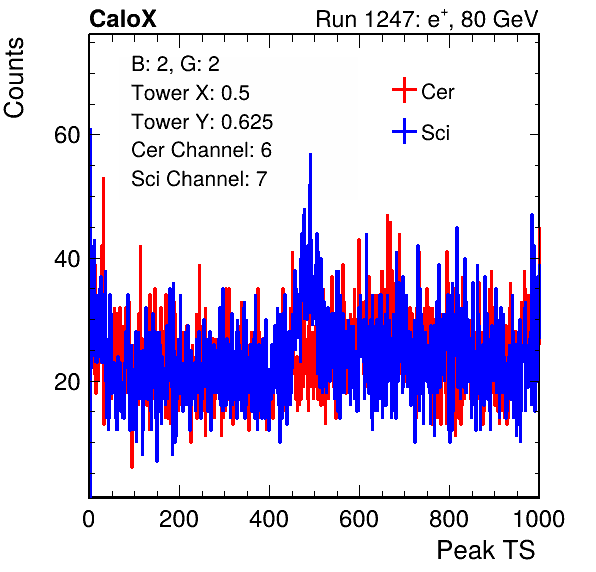 CaloX Run 1247: e⁺, 80 GeV
Counts
B: 2, G: 2
Tower X: 0.5
Tower Y: 0.625
Cer Channel: 6
Sci Channel: 7
Cer
Sci
60
40
20
0 200 400 600 800 1000
Peak TS